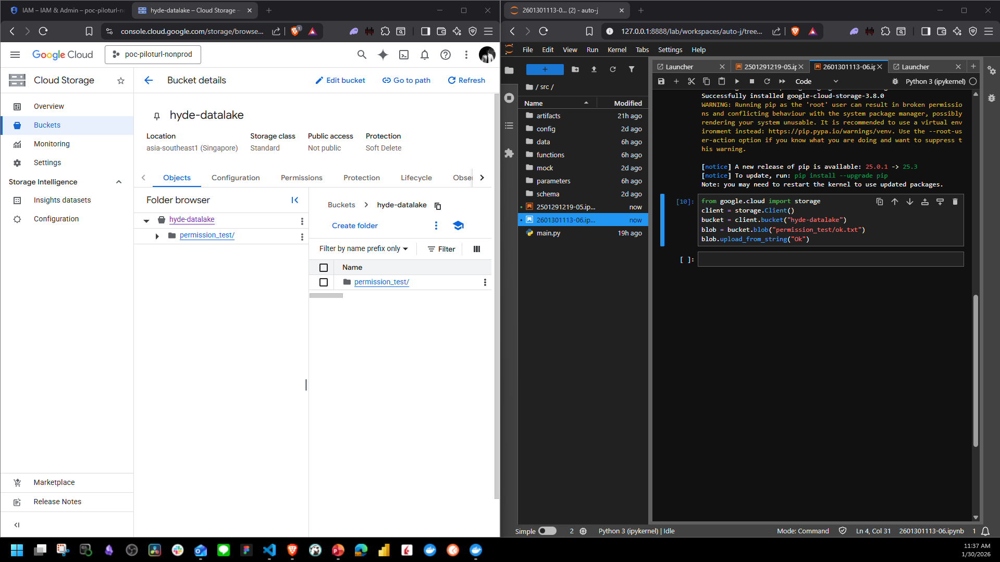 IAM – IAM & Admin – poc-piloturl-n
hyde-datalake – Cloud Storage –
console.cloud.google.com/storage/browse...
1
Google Cloud
poc-piloturl-nonprod
Cloud Storage
Overview
Buckets
Monitoring
Settings
Storage Intelligence
Insights datasets
Configuration
Marketplace
Release Notes
Bucket details
Edit bucket
Go to path
Refresh
hyde-datalake
Location
Storage class
Public access
Protection
asia-southeast1 (Singapore)
Standard
Not public
Soft Delete
Objects
Configuration
Permissions
Protection
Lifecycle
Obser
Folder browser
hyde-datalake
permission_test/
Buckets
hyde-datalake
Create folder
Filter by name prefix only
Filter
Name
permission_test/
2601301113-0... (2) - auto-j
127.0.0.1:8888/lab/workspaces/auto-j/tree...
File
Edit
View
Run
Kernel
Tabs
Settings
Help
/ src /
Name
Modified
artifacts 21h ago
config 2d ago
data 6h ago
functions 6h ago
mock 2d ago
parameters 6h ago
schema 2d ago
2501291219-05.ip... now
2601301113-06.ip... now
main.py 19h ago
Launcher
2501291219-05.ip
2601301113-06.ip
Launcher
Code
Python 3 (ipykernel)
Successfully installed google-cloud-storage-3.8.0
WARNING: Running pip as the 'root' user can result in broken permissio
ns and conflicting behaviour with the system package manager, possibly
rendering your system unusable. It is recommended to use a virtual env
ironment instead: https://pip.pypa.io/warnings/venv. Use the --root-us
er-action option if you know what you are doing and want to suppress t
his warning.
[notice] A new release of pip is available: 25.0.1 -> 25.3
[notice] To update, run: pip install --upgrade pip
Note: you may need to restart the kernel to use updated packages.
[10]:
from google.cloud import storage
client = storage.Client()
bucket = client.bucket("hyde-datalake")
blob = bucket.blob("permission_test/ok.txt")
blob.upload_from_string("Ok")
[ ]:
Simple
2
Python 3 (ipykernel) | Idle
Mode: Command
Ln 4, Col 31
2601301113-06.ipynb
1
11:37 AM
1/30/2026